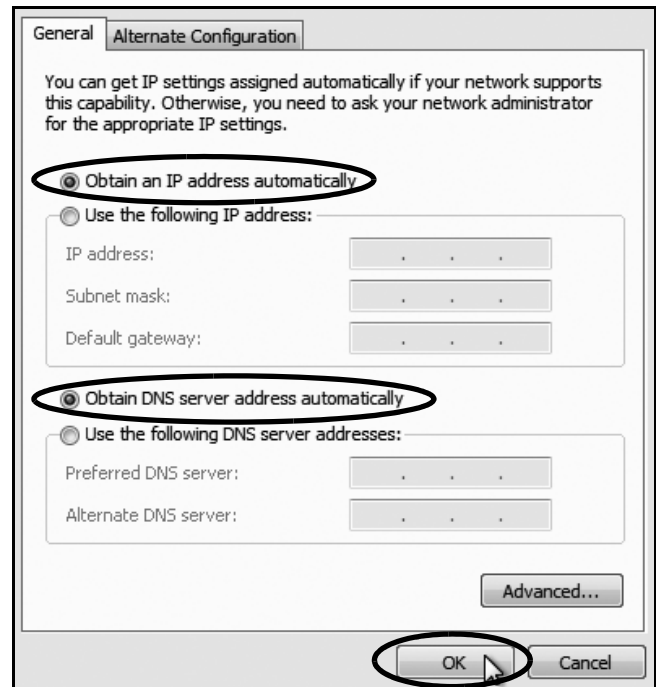 General
Alternate Configuration
You can get IP settings assigned automatically if your network supports
this capability. Otherwise, you need to ask your network administrator
for the appropriate IP settings.
Obtain an IP address automatically
Use the following IP address:
IP address:
Subnet mask:
Default gateway:
Obtain DNS server address automatically
Use the following DNS server addresses:
Preferred DNS server:
Alternate DNS server:
Advanced...
OK
Cancel